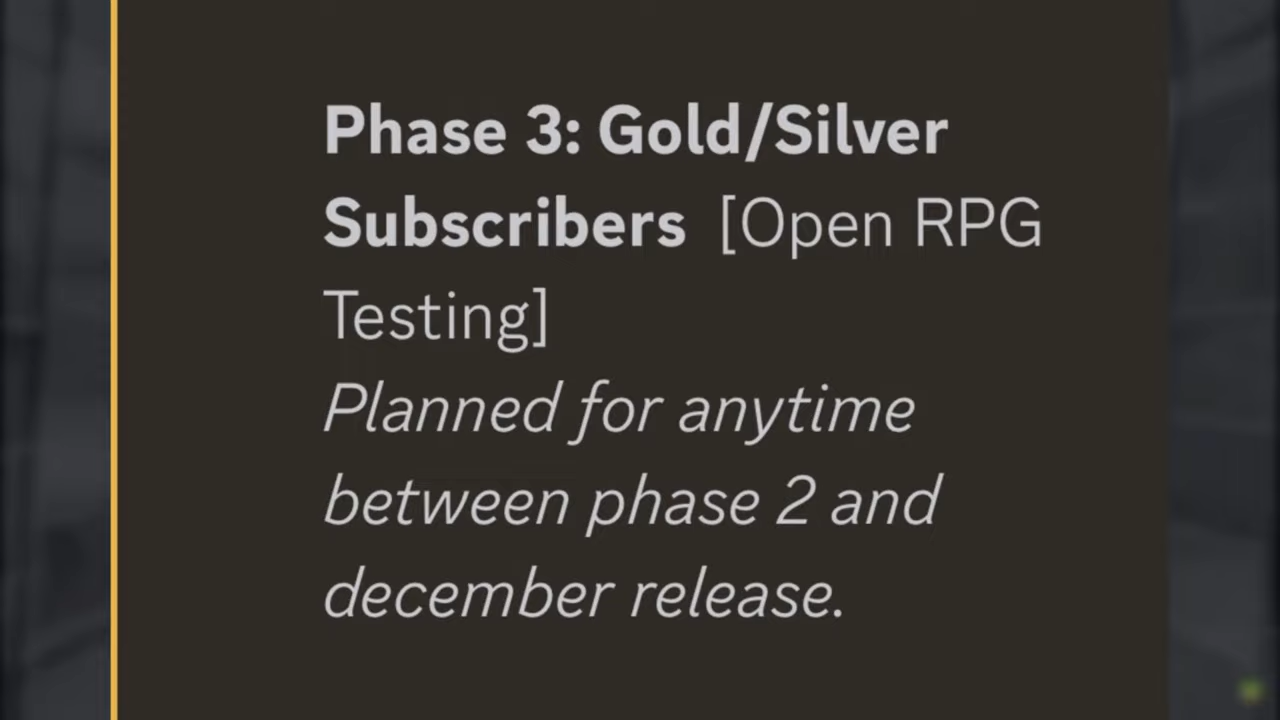 Phase 3: Gold/Silver
Subscribers [Open RPG
Testing]
Planned for anytime
between phase 2 and
december release.